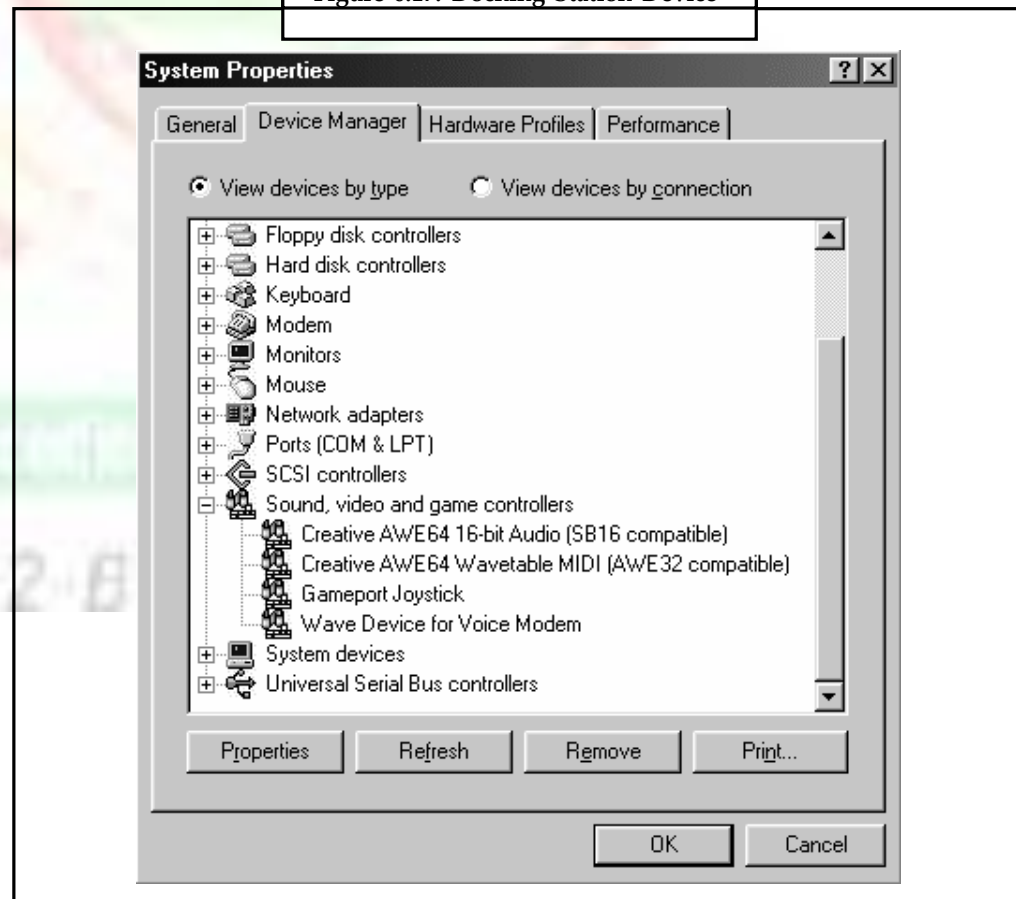 System Properties
General Device Manager Hardware Profiles Performance
View devices by type View devices by connection
Floppy disk controllers
Hard disk controllers
Keyboard
Modem
Monitors
Mouse
Network adapters
Ports (COM & LPT)
SCSI controllers
Sound, video and game controllers
Creative AWE64 16-bit Audio (SB16 compatible)
Creative AWE64 Wavetable MIDI (AWE32 compatible)
Gameport Joystick
Wave Device for Voice Modem
System devices
Universal Serial Bus controllers
Properties Refresh Remove Print...
OK Cancel